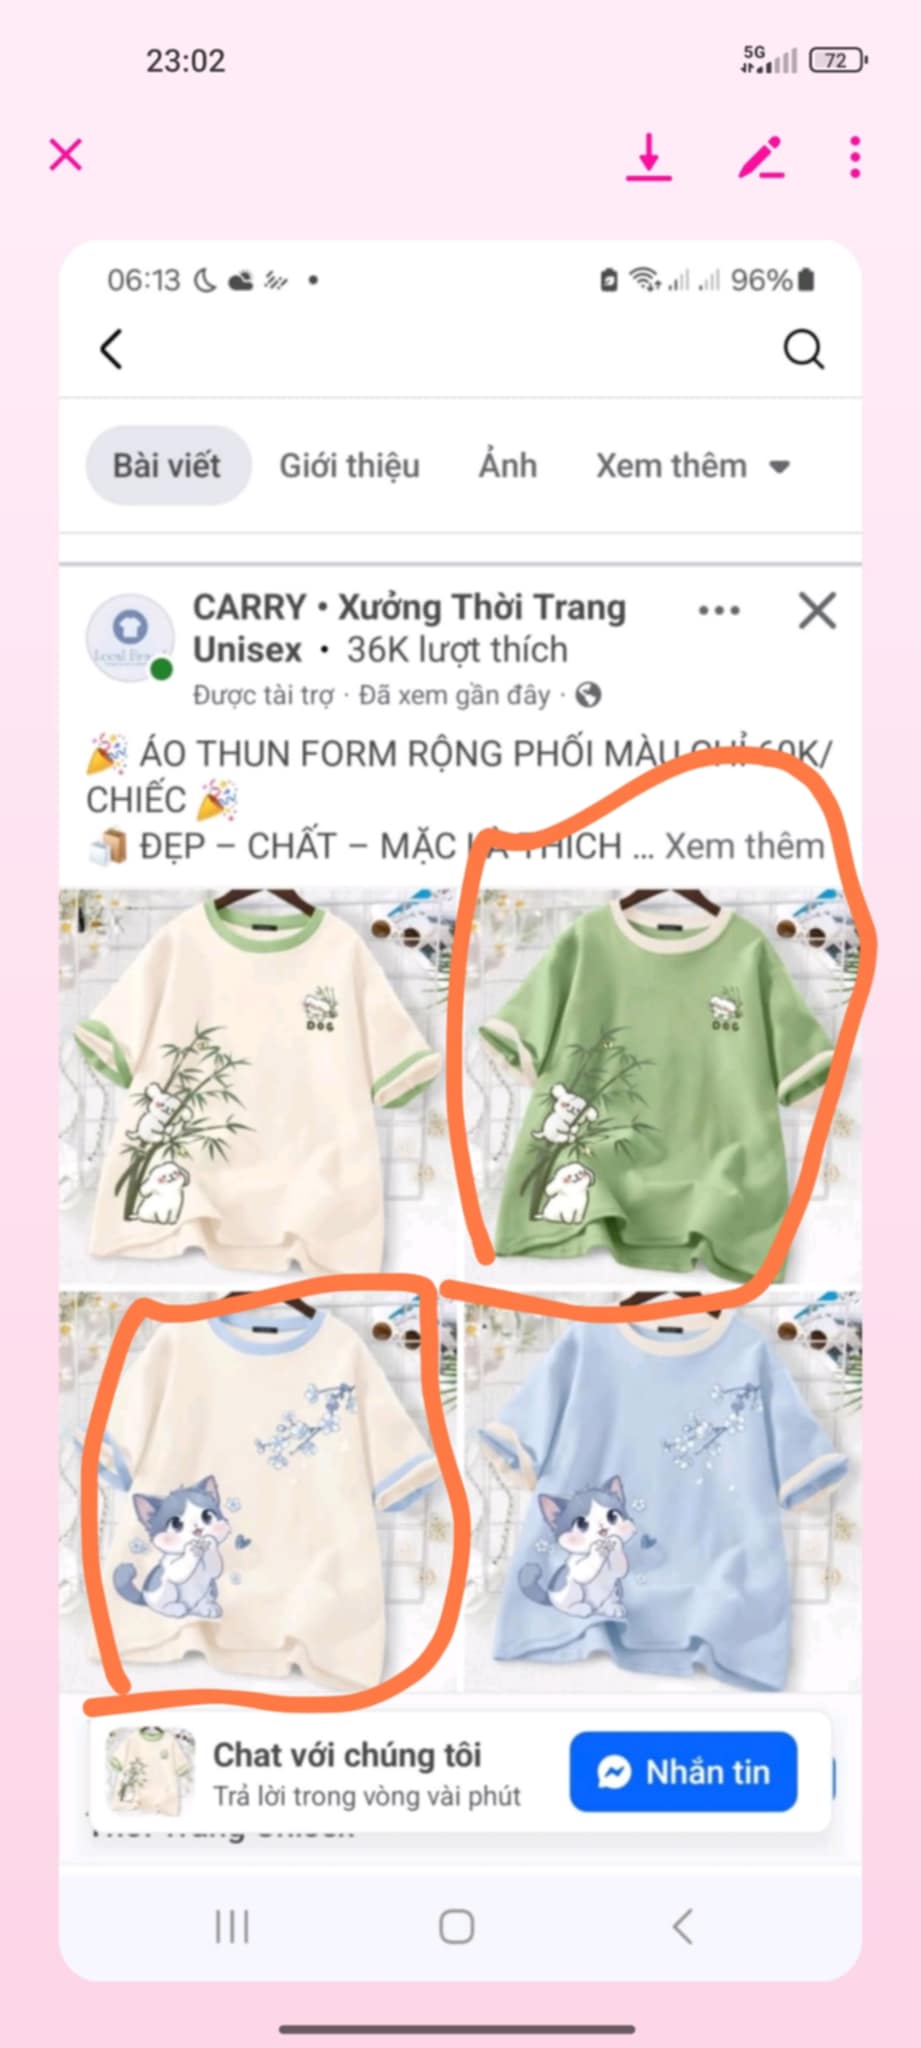 23:02
5G
72
06:13
96%
Bài viết
Giới thiệu
Ảnh
Xem thêm
CARRY • Xưởng Thời Trang
Unisex • 36K lượt thích
Được tài trợ · Đã xem gần đây ·
ÁO THUN FORM RỘNG PHỐI MÀU CHỈ 60K/
CHIẾC
ĐẸP – CHẤT – MẶC LÀ THÍCH ... Xem thêm
DOG
DOG
Chat với chúng tôi
Trả lời trong vòng vài phút
Nhắn tin